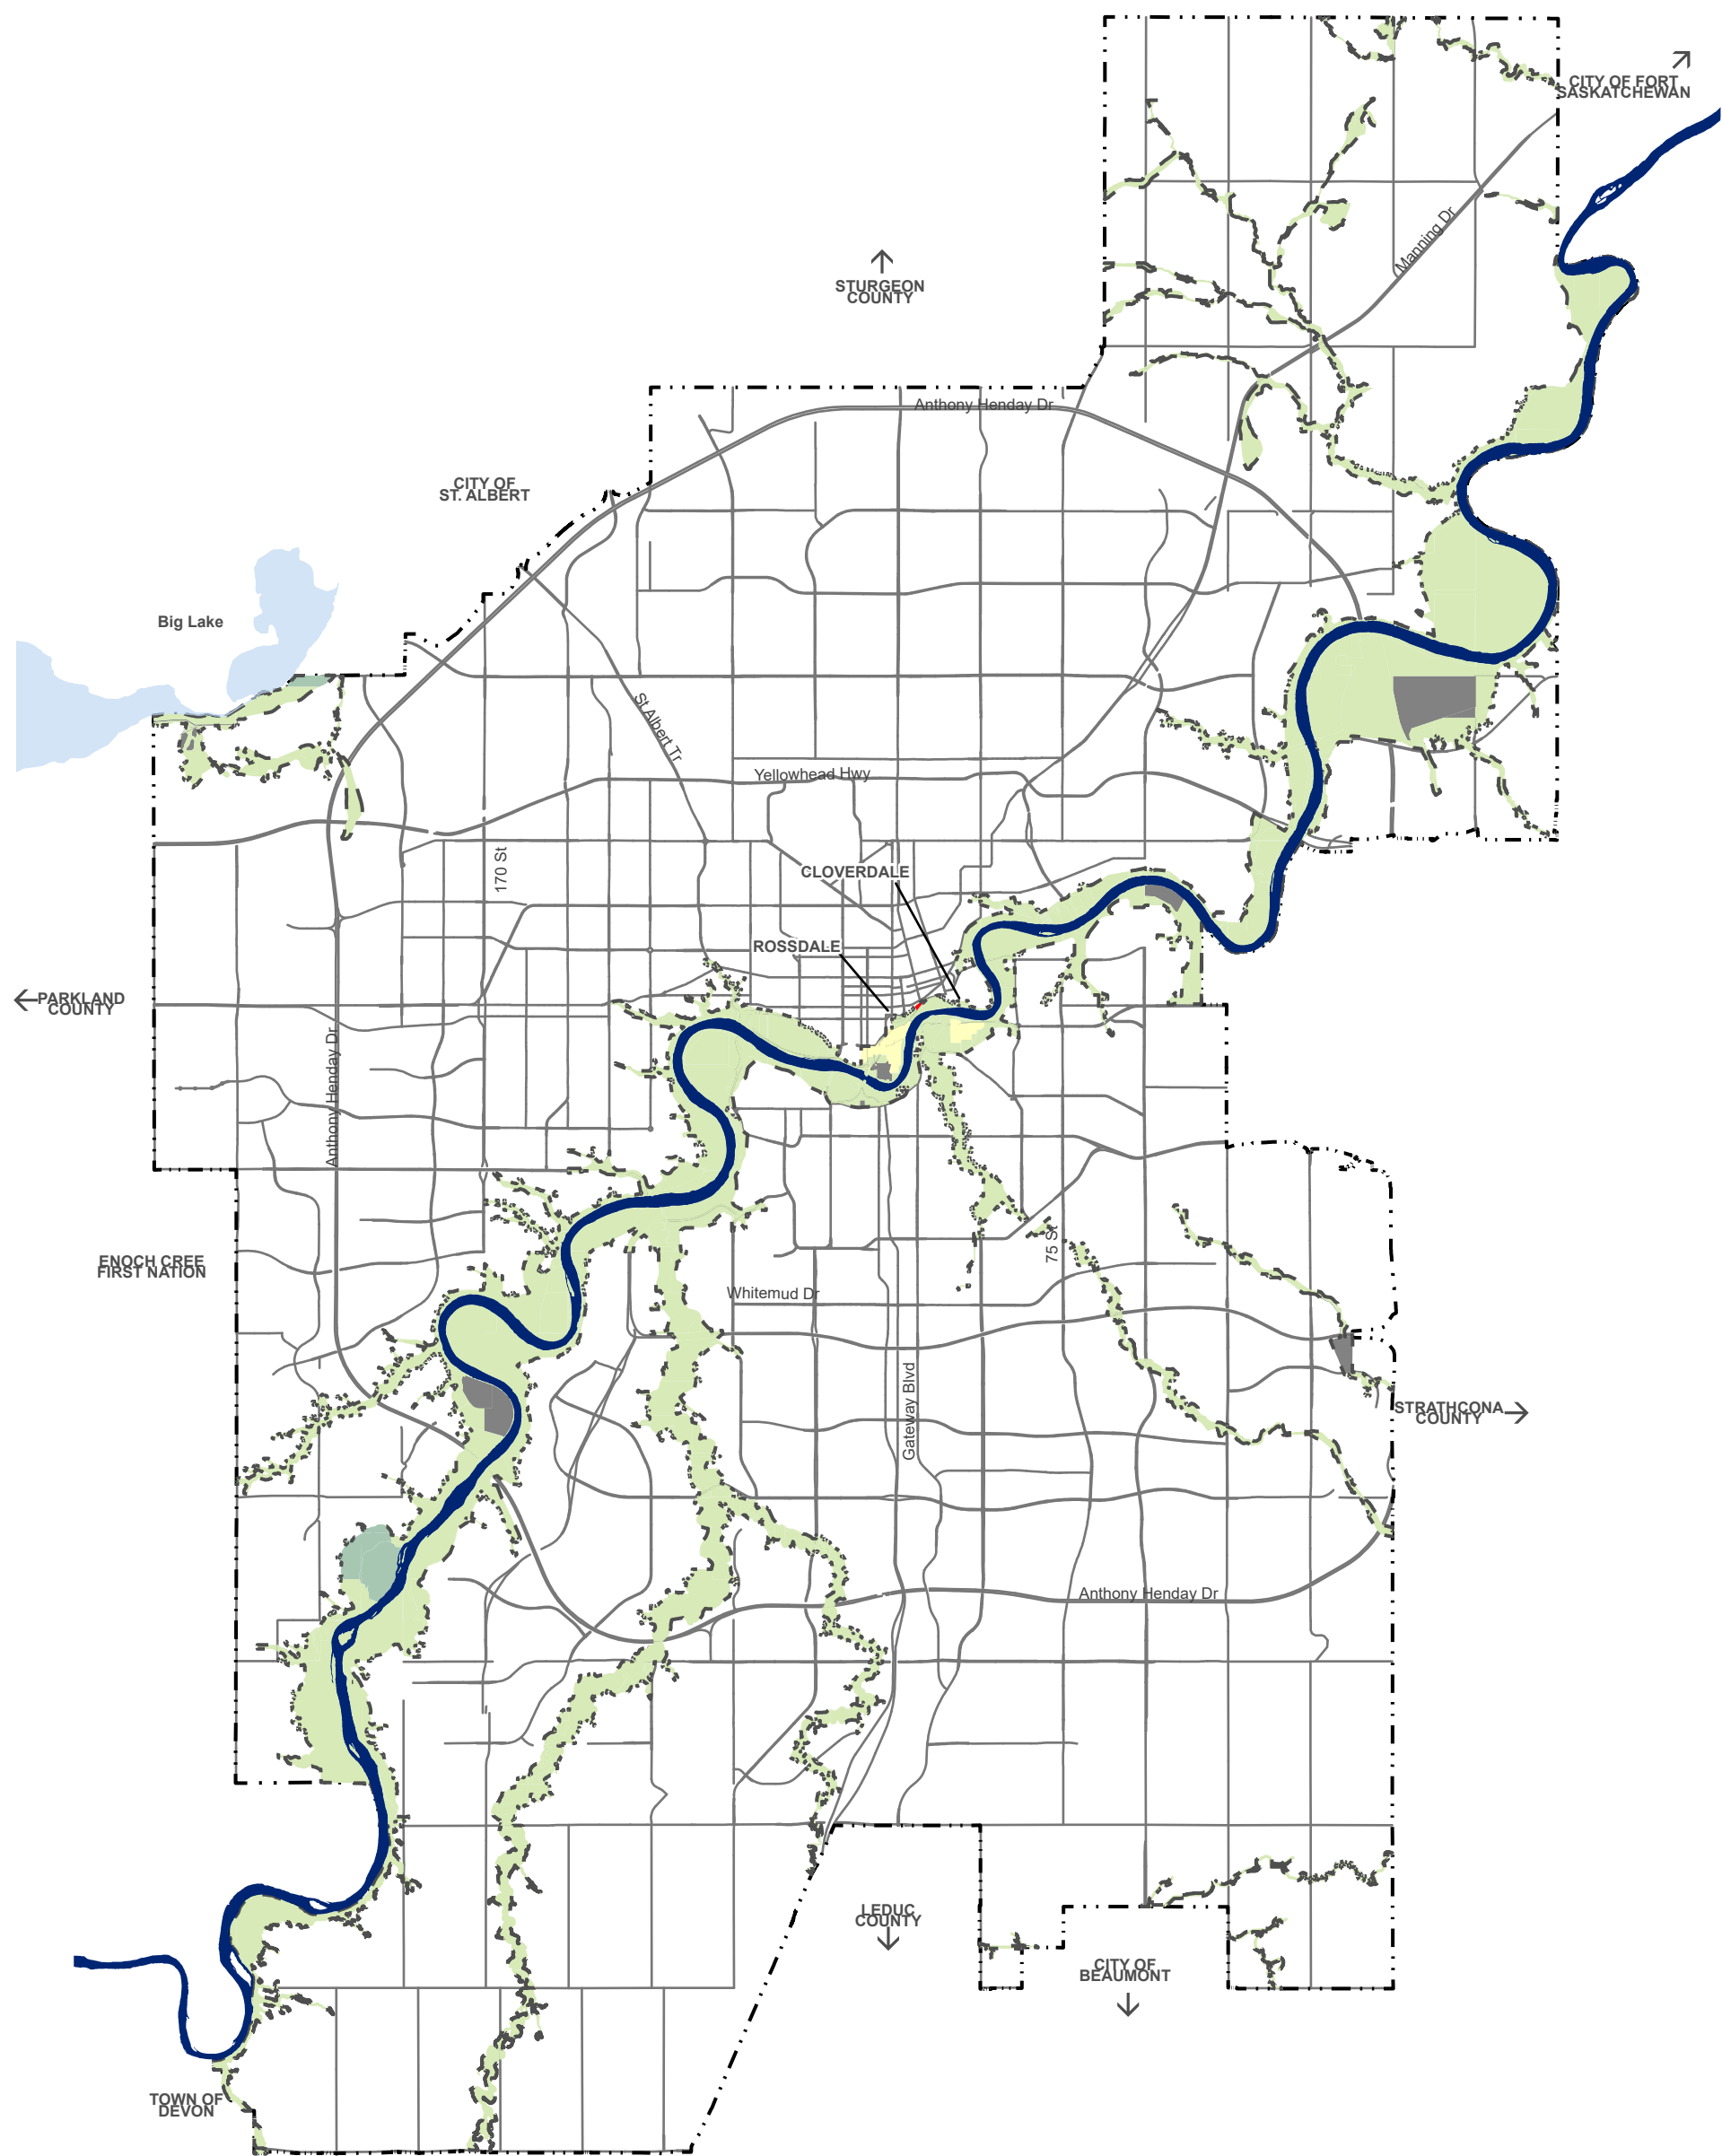 CITY OF FORT
SASKATCHEWAN
Manning Dr
STURGEON
COUNTY
Anthony Henday Dr
CITY OF
ST. ALBERT
Big Lake
St Albert Tr
Yellowhead Hwy
170 St
CLOVERDALE
ROSSDALE
PARKLAND
COUNTY
Anthony Henday Dr
75 St
ENOCH CREE
FIRST NATION
Whitemud Dr
Gateway Blvd
STRATHCONA
COUNTY
Anthony Henday Dr
LEDUC
COUNTY
CITY OF
BEAUMONT
TOWN OF
DEVON